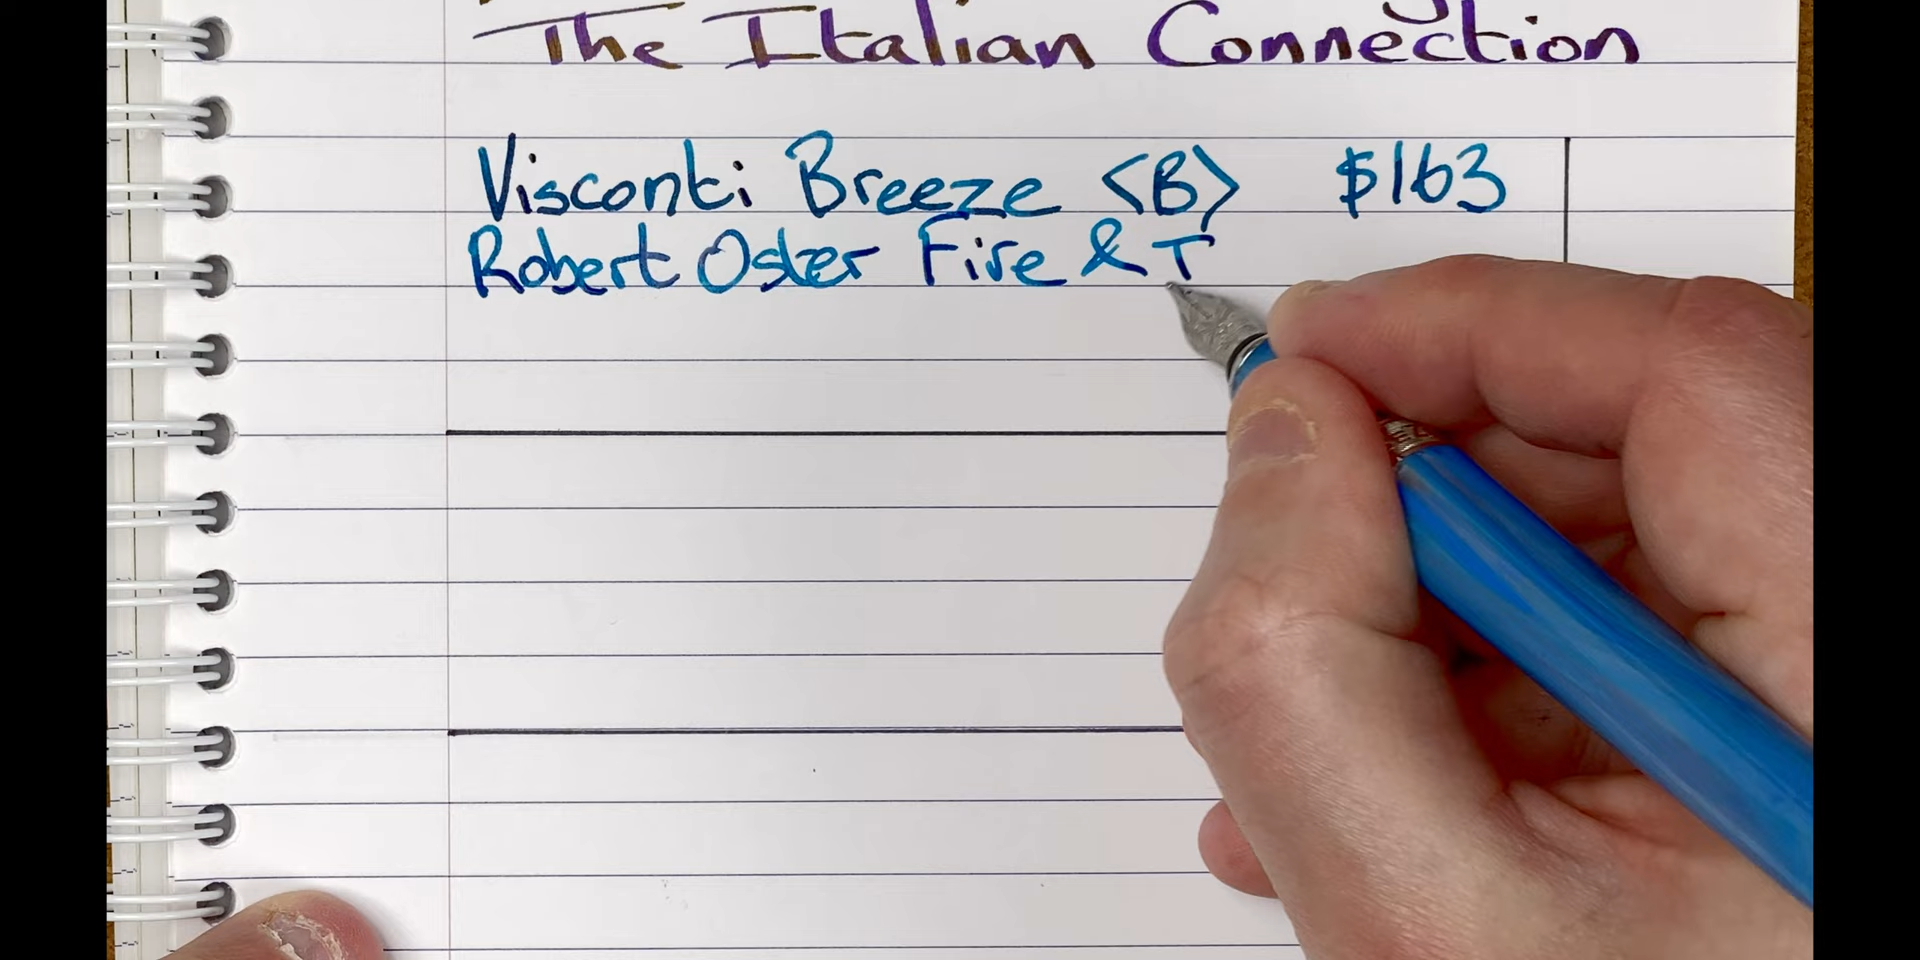 The Italian Connection
Visconti Breeze <B> $163
Robert Oster Fire & T